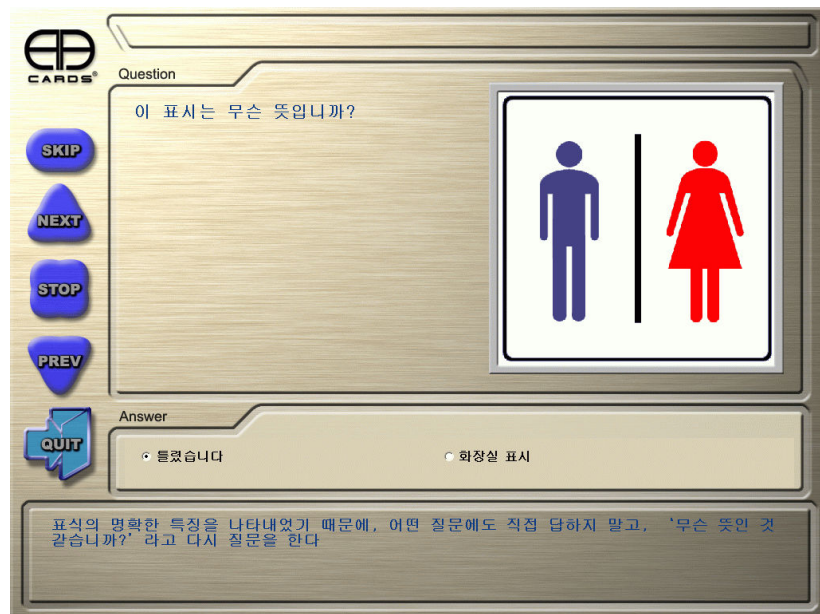 CARDS®
Question
이 표시는 무슨 뜻입니까?
SKIP
NEXT
STOP
PREV
QUIT
Answer
틀렸습니다
화장실 표시
표식의 명확한 특징을 나타내었기 때문에, 어떤 질문에도 직접 답하지 말고, ‘무슨 뜻인 것
같습니까?’ 라고 다시 질문을 한다